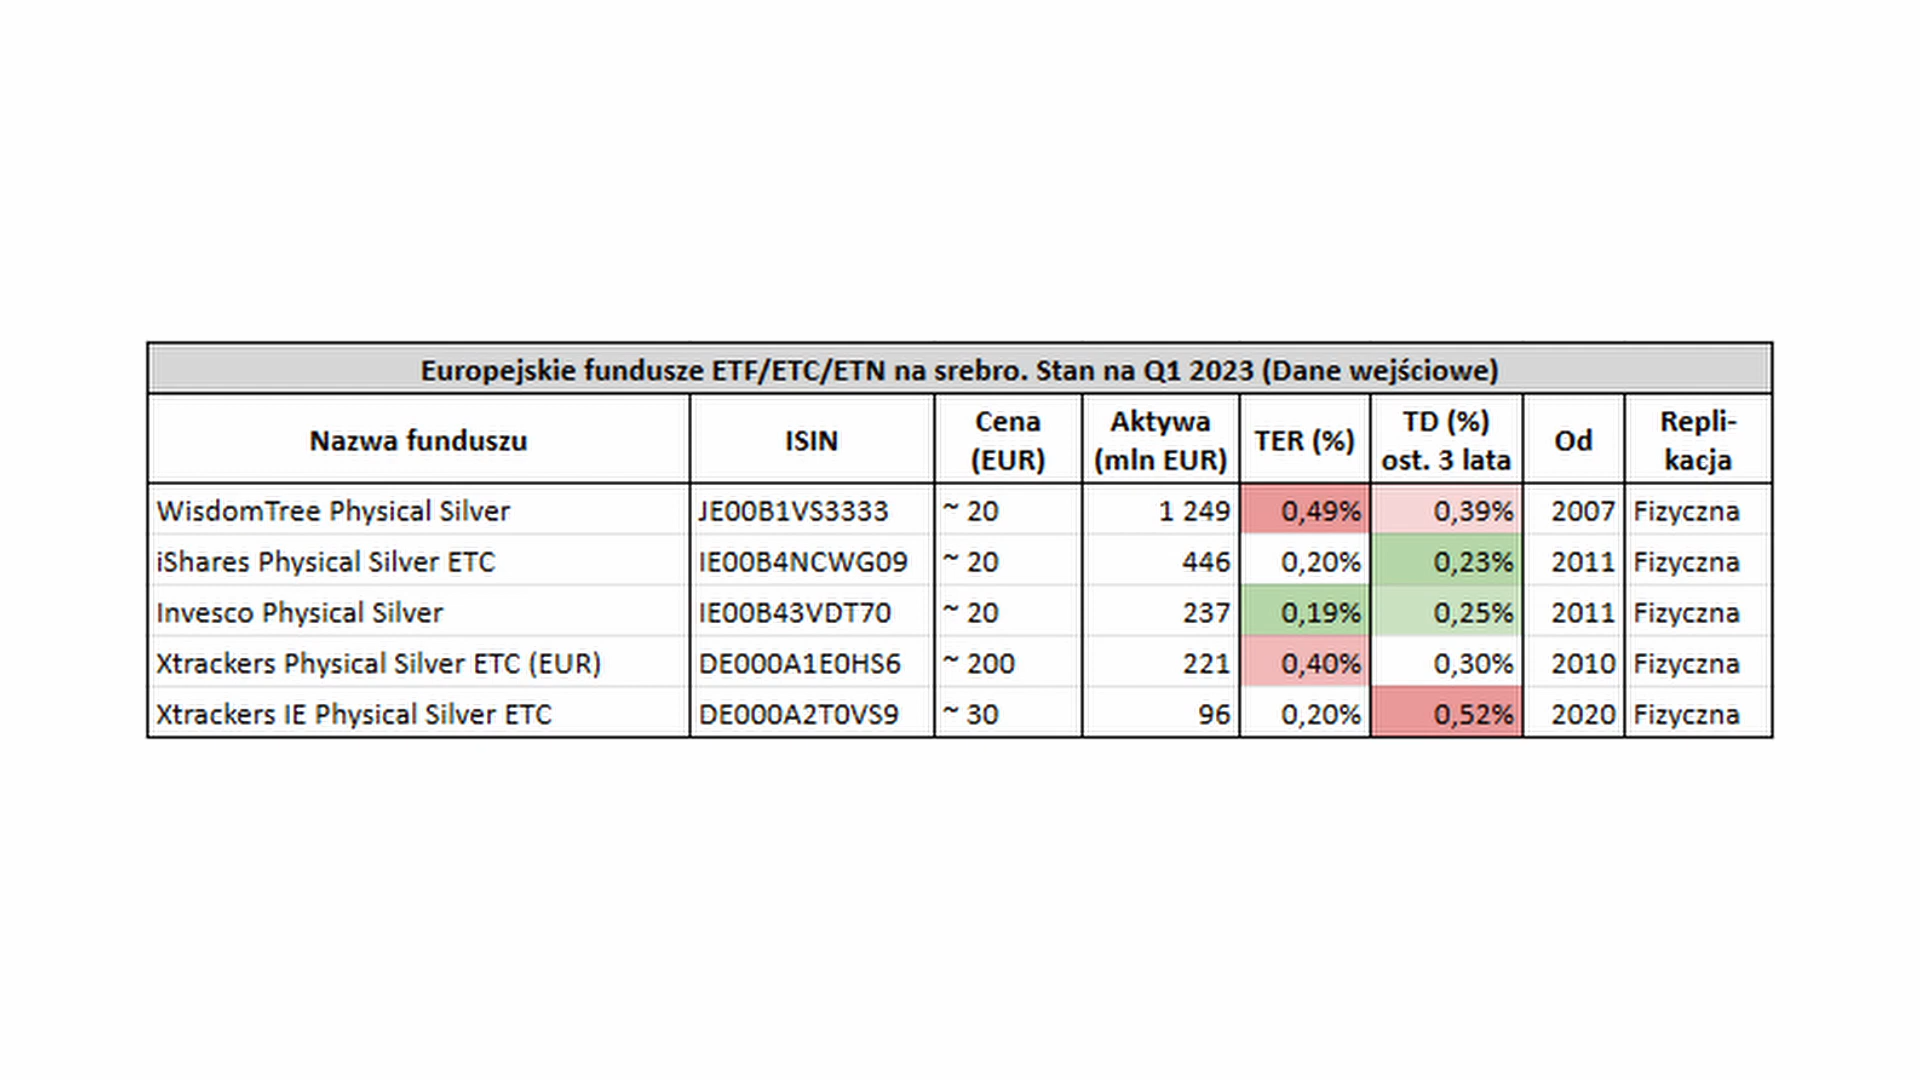 Europejskie fundusze ETF/ETC/ETN na srebro. Stan na Q1 2023 (Dane wejściowe)
Nazwa funduszu ISIN Cena (EUR) Aktywa (mln EUR) TER (%) TD (%) ost. 3 lata Od Repli-kacja
WisdomTree Physical Silver JE00B1VS3333 ~ 20 1 249 0,49% 0,39% 2007 Fizyczna
iShares Physical Silver ETC IE00B4NCWG09 ~ 20 446 0,20% 0,23% 2011 Fizyczna
Invesco Physical Silver IE00B43VDT70 ~ 20 237 0,19% 0,25% 2011 Fizyczna
Xtrackers Physical Silver ETC (EUR) DE000A1E0HS6 ~ 200 221 0,40% 0,30% 2010 Fizyczna
Xtrackers IE Physical Silver ETC DE000A2T0VS9 ~ 30 96 0,20% 0,52% 2020 Fizyczna